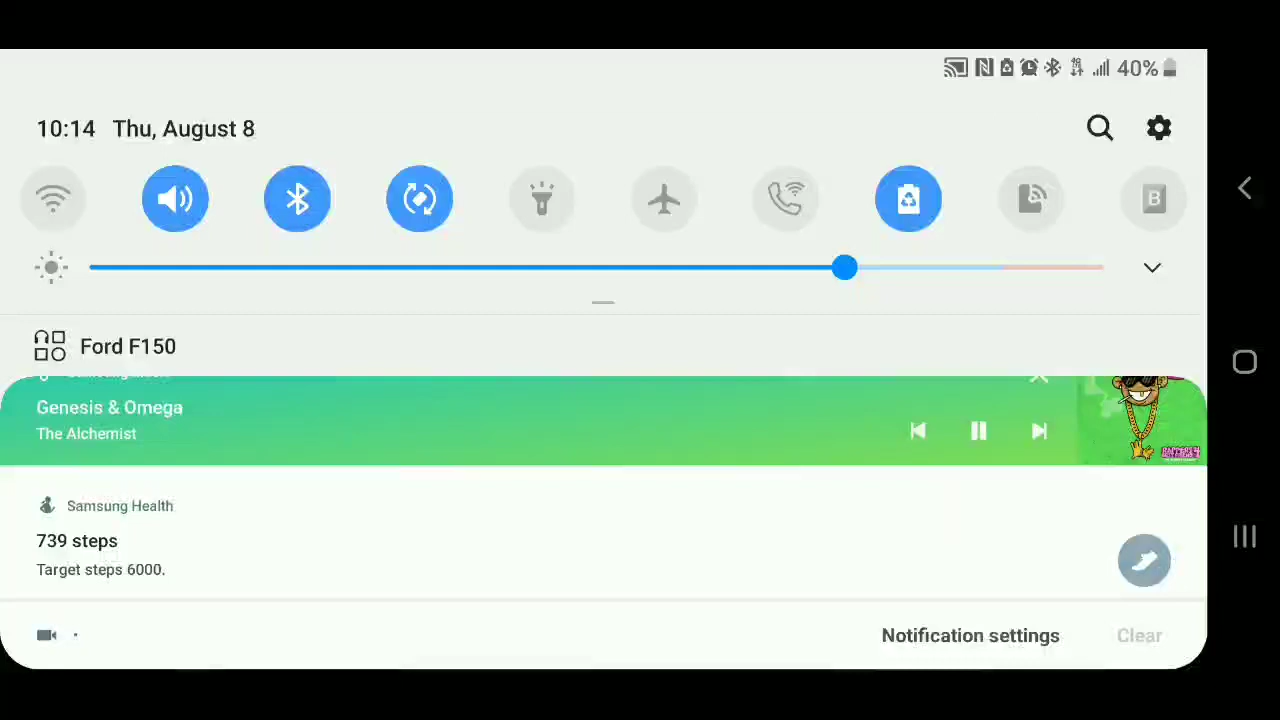 40%
10:14 Thu, August 8
B
Ford F150
Genesis & Omega
The Alchemist
Samsung Health
739 steps
Target steps 6000.
Notification settings
Clear